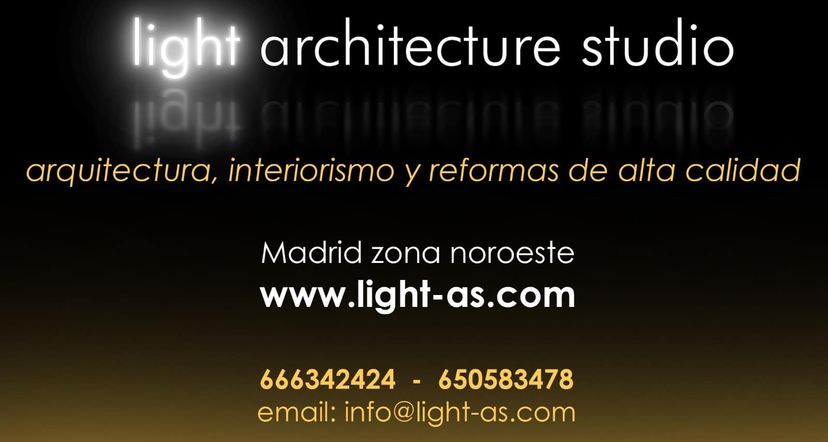 light architecture studio
arquitectura, interiorismo y reformas de alta calidad
Madrid zona noroeste
www.light-as.com
666342424 - 650583478
email: info@light-as.com